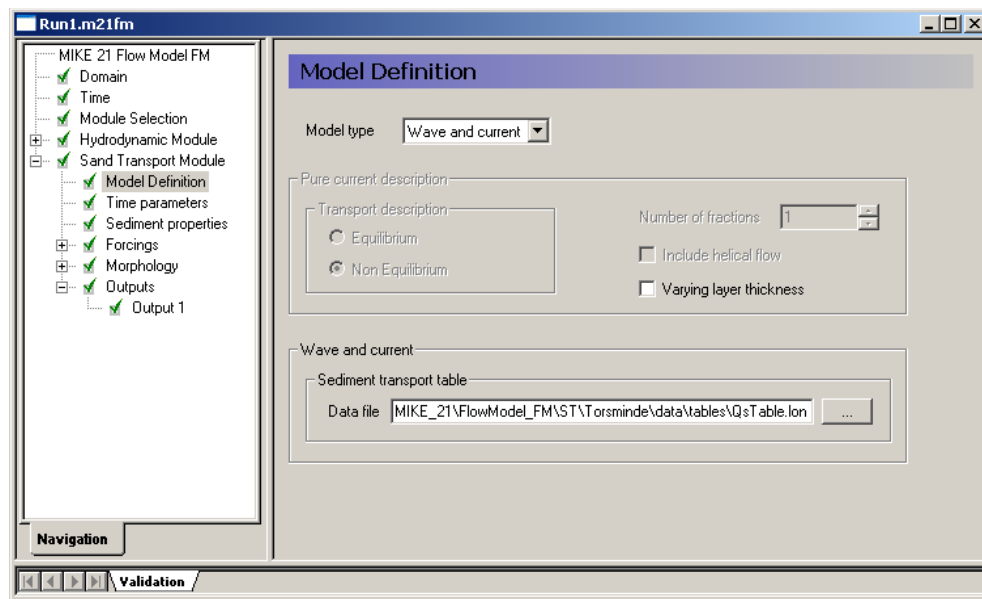 Run1.m21fm
MIKE 21 Flow Model FM
Domain
Time
Module Selection
Hydrodynamic Module
Sand Transport Module
Model Definition
Time parameters
Sediment properties
Forcings
Morphology
Outputs
Output 1
Navigation
Model Definition
Model type Wave and current
Pure current description
Transport description
Equilibrium
Non Equilibrium
Number of fractions 1
Include helical flow
Varying layer thickness
Wave and current
Sediment transport table
Data file MIKE_21\FlowModel_FM\ST\Torsminde\data\tables\QsTable.lon ...
Validation